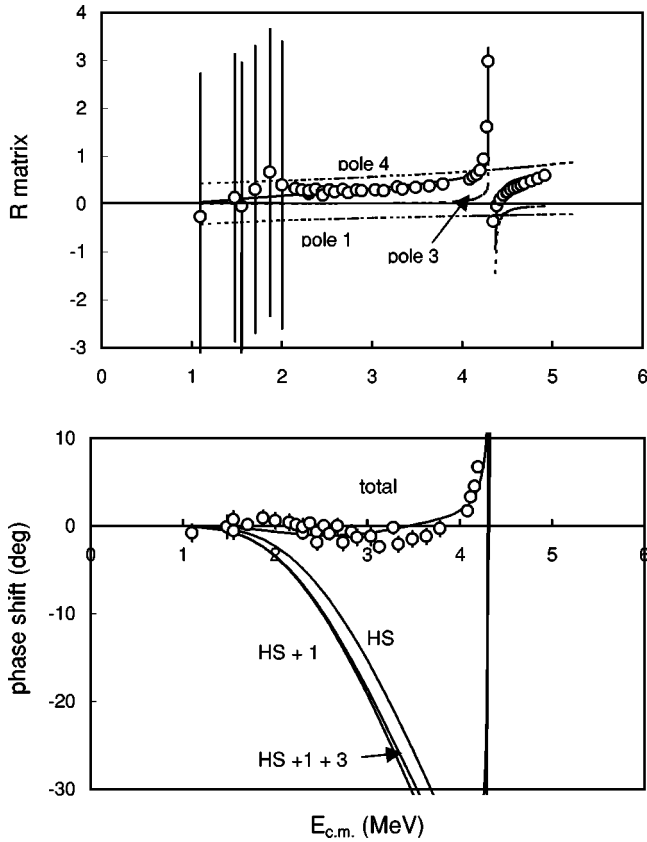 4
3
2
1
0
-1
-2
-3
R matrix
pole 4
pole 1
pole 3
0 1 2 3 4 5 6
10
0
-10
-20
-30
phase shift (deg)
total
0 1 2 3 4 5 6
HS
HS + 1
HS +1 + 3
E c.m. (MeV)